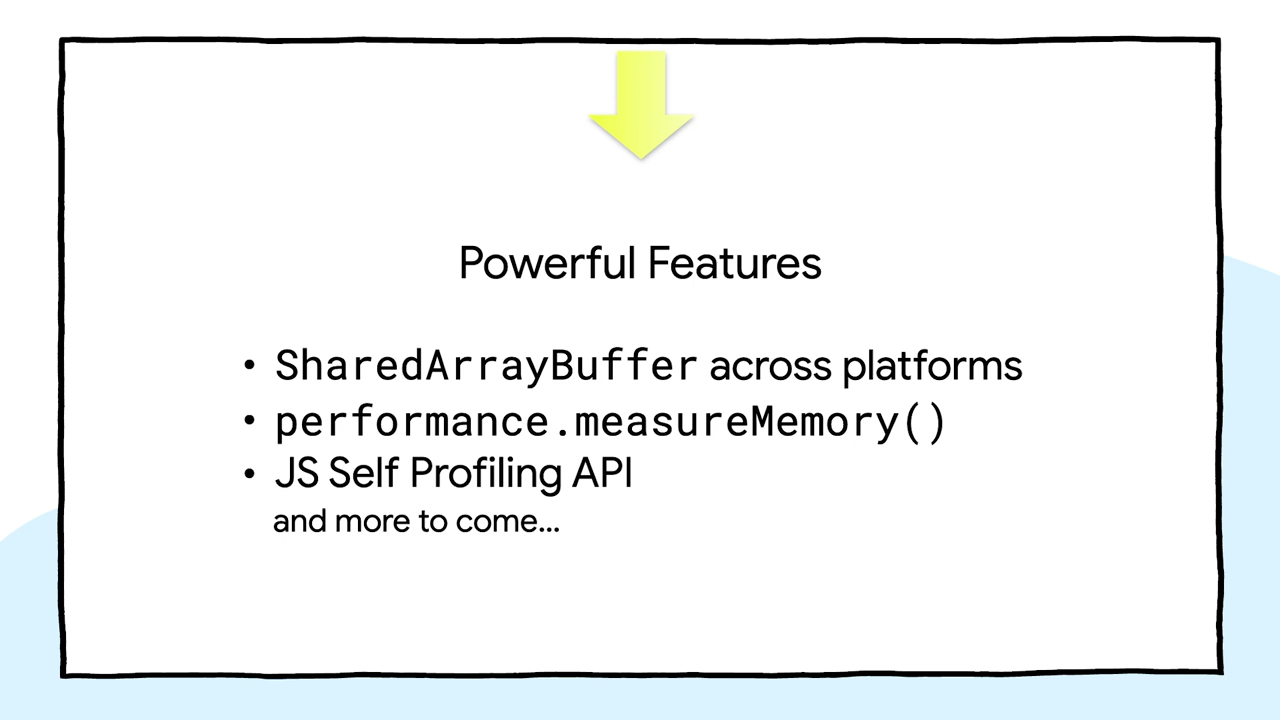 Powerful Features
• SharedArrayBuffer across platforms
• performance.measureMemory()
• JS Self Profiling API
and more to come...